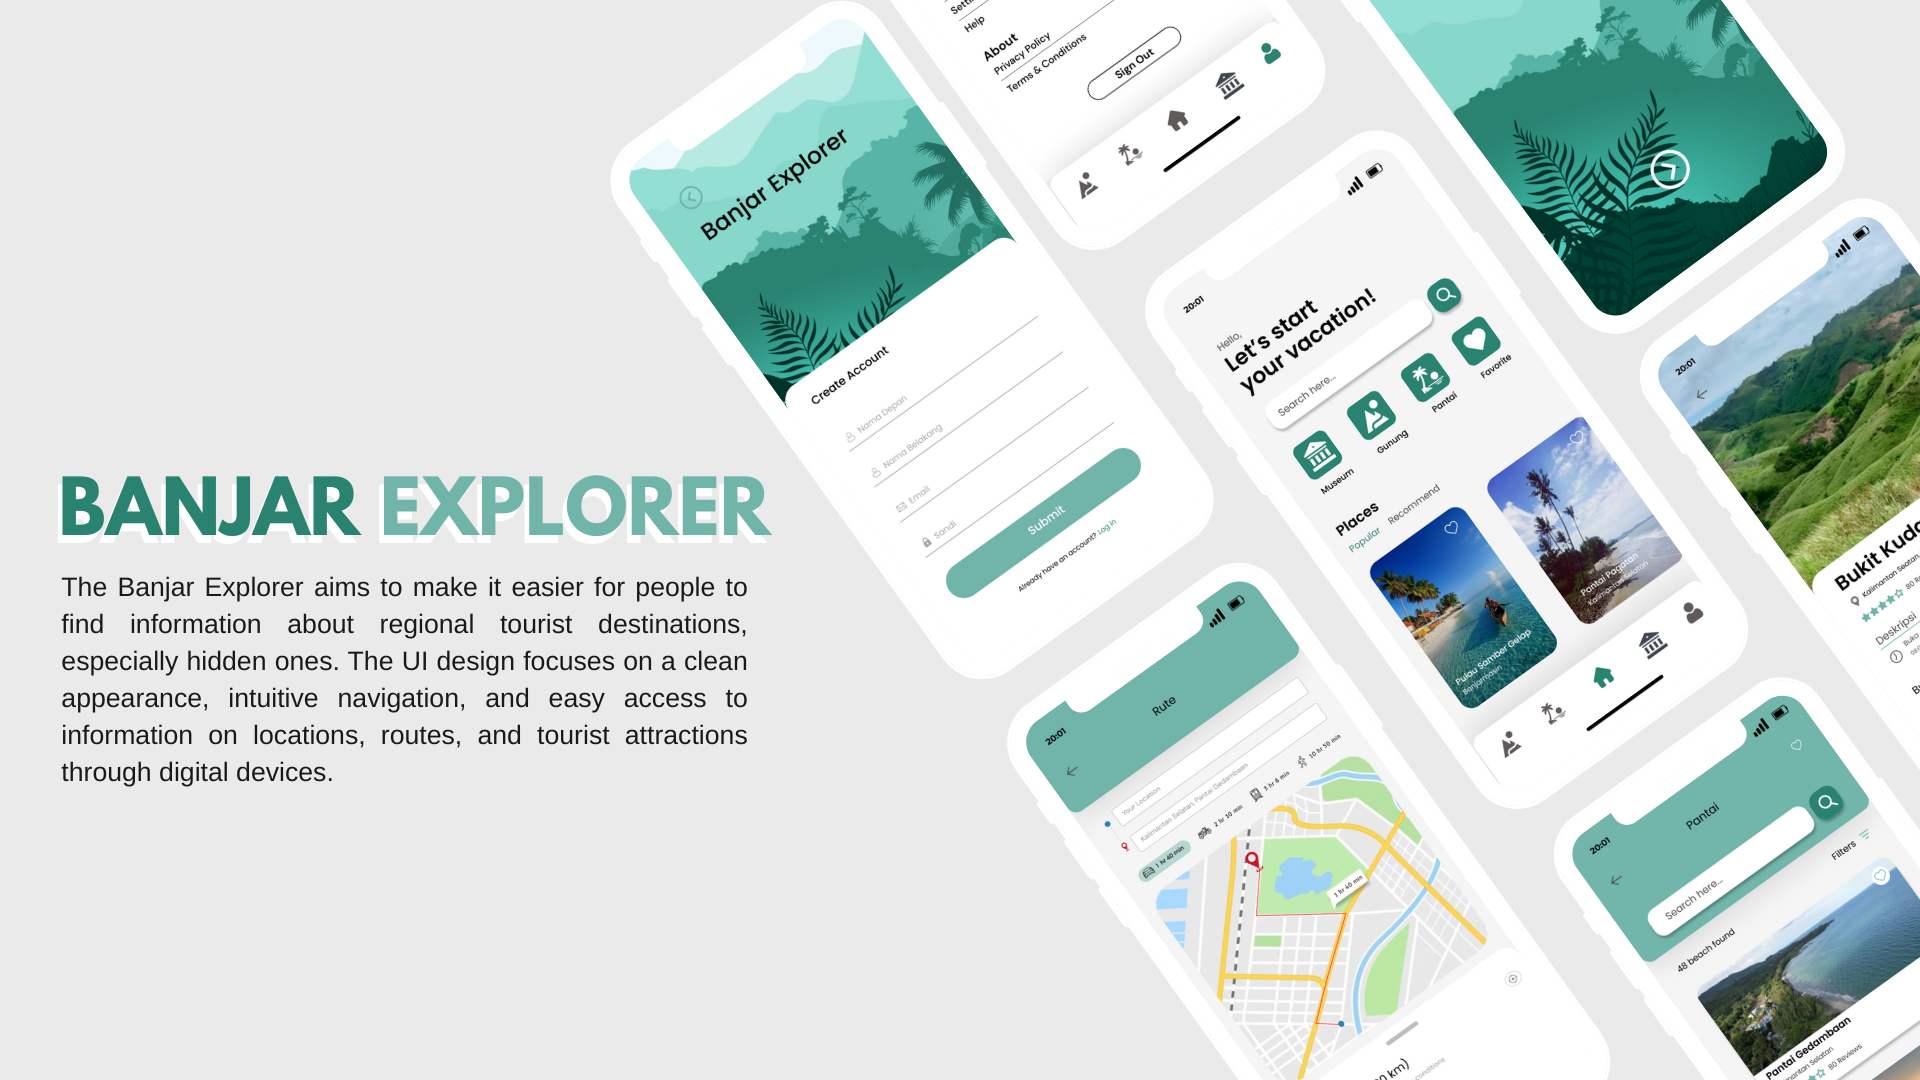 BANJAR EXPLORER
The Banjar Explorer aims to make it easier for people to
find information about regional tourist destinations,
especially hidden ones. The UI design focuses on a clean
appearance, intuitive navigation, and easy access to
information on locations, routes, and tourist attractions
through digital devices.
Banjar Explorer
Create Account
Nama Depan
Nama Belakang
Email
Sandi
Submit
Already have an account? Log in
Help
About
Privacy Policy
Terms & Conditions
Sign Out
20:01
Hello,
Let's start
your vacation!
Search here...
Museum
Gunung
Pantai
Favorite
Places
Popular Recommend
Pulau Samber Gelap
Banjarmasin
Pantai Pagatan
Kalimantan Selatan
20:01
Rute
Your Location
Kalimantan Selatan, Pantai Gedambaan
1 hr 40 min
2 hr 30 min
3 hr 8 min
10 hr 50 min
1 hr 40 min
km)
conditions
20:01
Deskripsi
20:01
Pantai
Search here...
Filters
48 beach found
Pantai Gedambaan
Selatan
80 Reviews